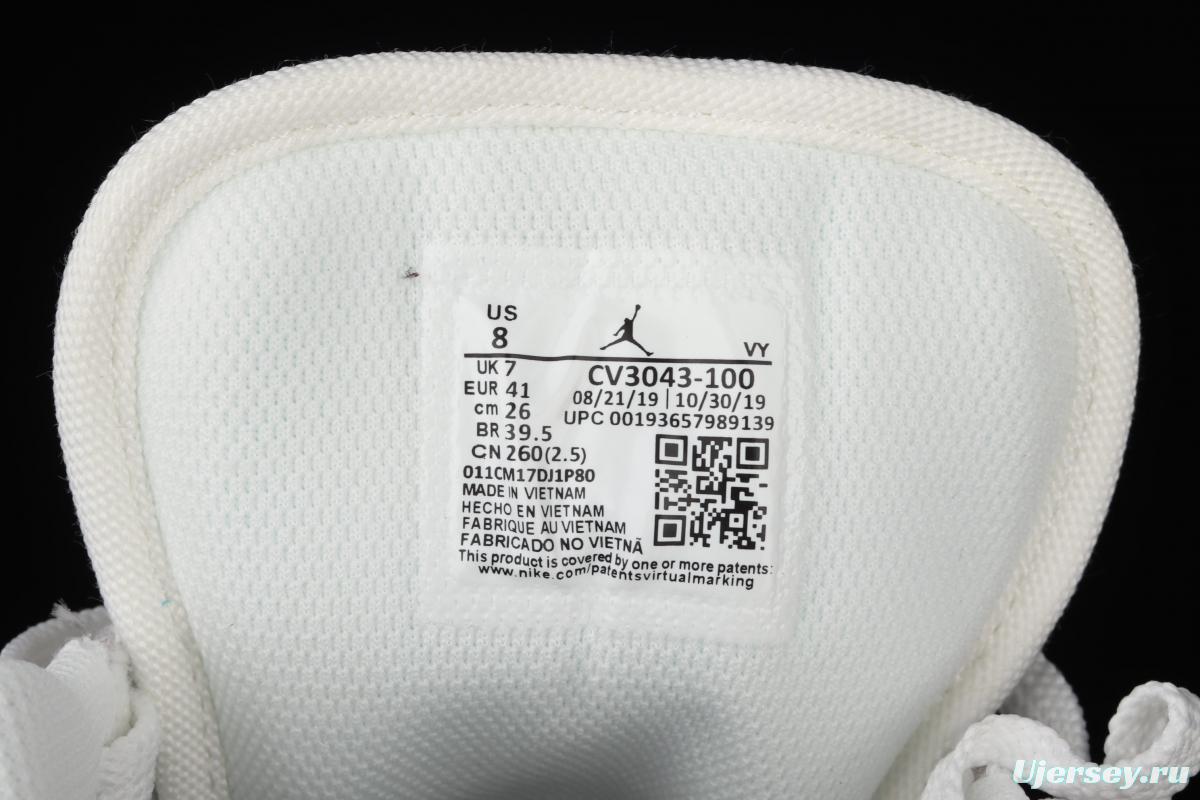 US
8
VY
UK 7
EUR 41
cm 26
BR 39.5
CN 260(2.5)
CV3043-100
08/21/19 | 10/30/19
UPC 00193657989139
011CM17DJ1P80
MADE IN VIETNAM
HECHO EN VIETNAM
FABRIQUE AU VIETNAM
FABRICADO NO VIETNÃ
This product is covered by one or more patents:
www.nike.com/patentsvirtualmarking
Ujersey.ru